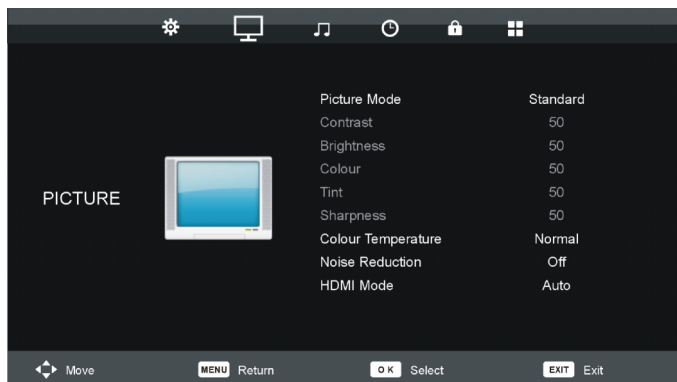 Picture Mode Standard
Contrast 50
Brightness 50
Colour 50
Tint 50
PICTURE
Sharpness 50
Colour Temperature Normal
Noise Reduction Off
HDMI Mode Auto
Move MENU Return OK Select EXIT Exit